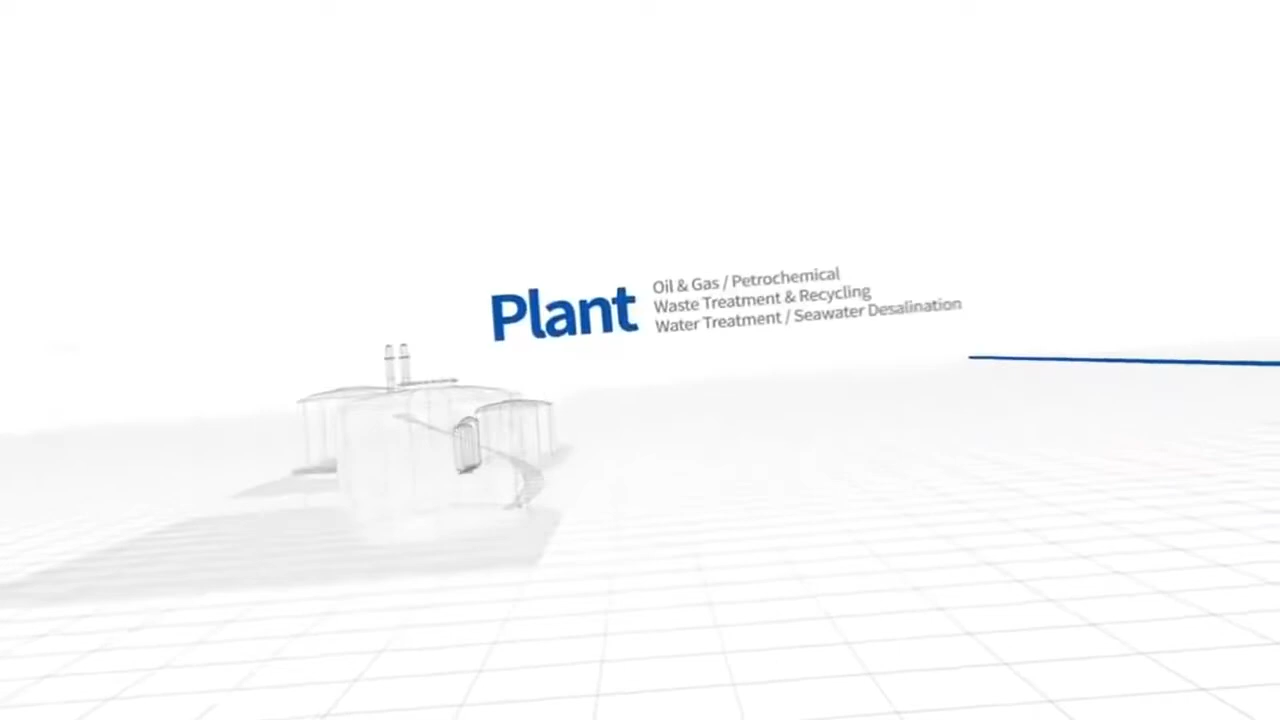 Plant
Oil & Gas / Petrochemical
Waste Treatment & Recycling
Water Treatment / Seawater Desalination